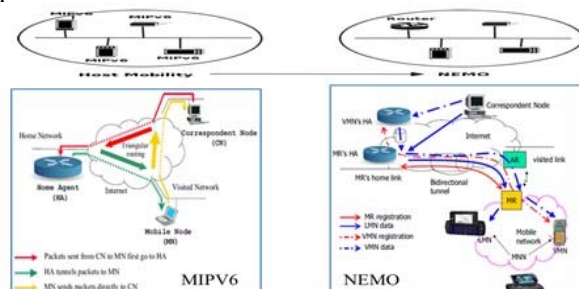 MIPv6
MIPv6
MIPv6
MIPv6
Router
Host Mobility
NEMO
Home Network
Correspondent Node
(CN)
Internet
Triangular
routing
Home Agent
(HA)
Visited Network
Mobile Node
(MN)
Packets sent from CN to MN first go to HA
HA tunnels packets to MN
MN sends packets directly to CN
MIPV6
VMN's HA
Correspondent Node
Internet
MR's HA
AR
visited link
MR's home link
Bidirectional
tunnel
MR
MR registration
LMN data
VMN registration
VMN data
LMN
Mobile
network
VMN
MNN
NEMO